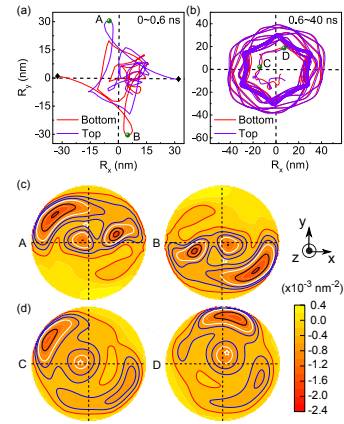 (a)
0~0.6 ns
A
B
30
15
0
-15
-30
R_y (nm)
Bottom
Top
-30 -15 0 15 30
R_x (nm)
(b)
0.6~40 ns
D
C
40
20
0
-20
-40
-60
Bottom
Top
-40 -20 0 20 40
R_x (nm)
(c)
A
B
y
z
x
(d)
C
D
(x10⁻³ nm⁻²)
0.4
0.0
-0.4
-0.8
-1.2
-1.6
-2.0
-2.4